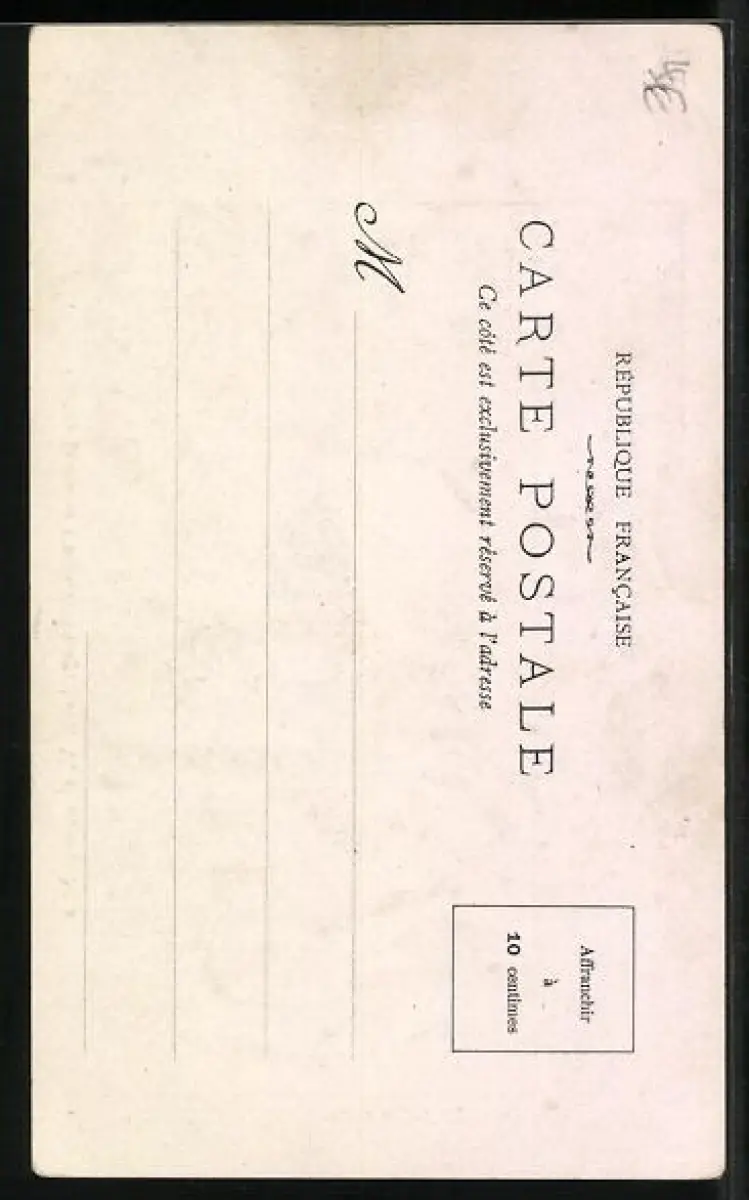 RÉPUBLIQUE FRANÇAISE
CARTE POSTALE
Ce côté est exclusivement réservé à l'adresse
M
Affranchir
à
10 centimes